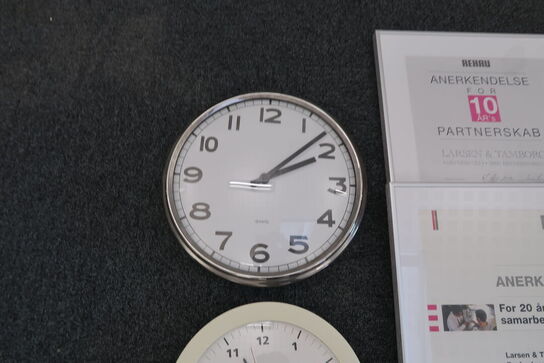 12
1
2
3
4
5
6
7
8
9
10
11
REHAU
ANERKENDELSE
FOR
10
ÅR's
PARTNERSKAB
LARSEN & TAMBORG
ANERK
For 20 år
samarbe
Larsen & T
11
12
1